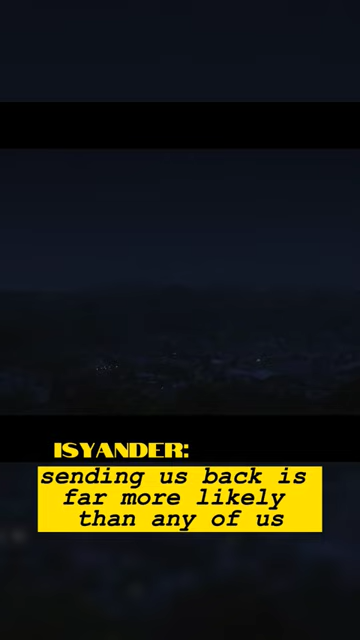 ISYANDER:
sending us back is
far more likely
than any of us